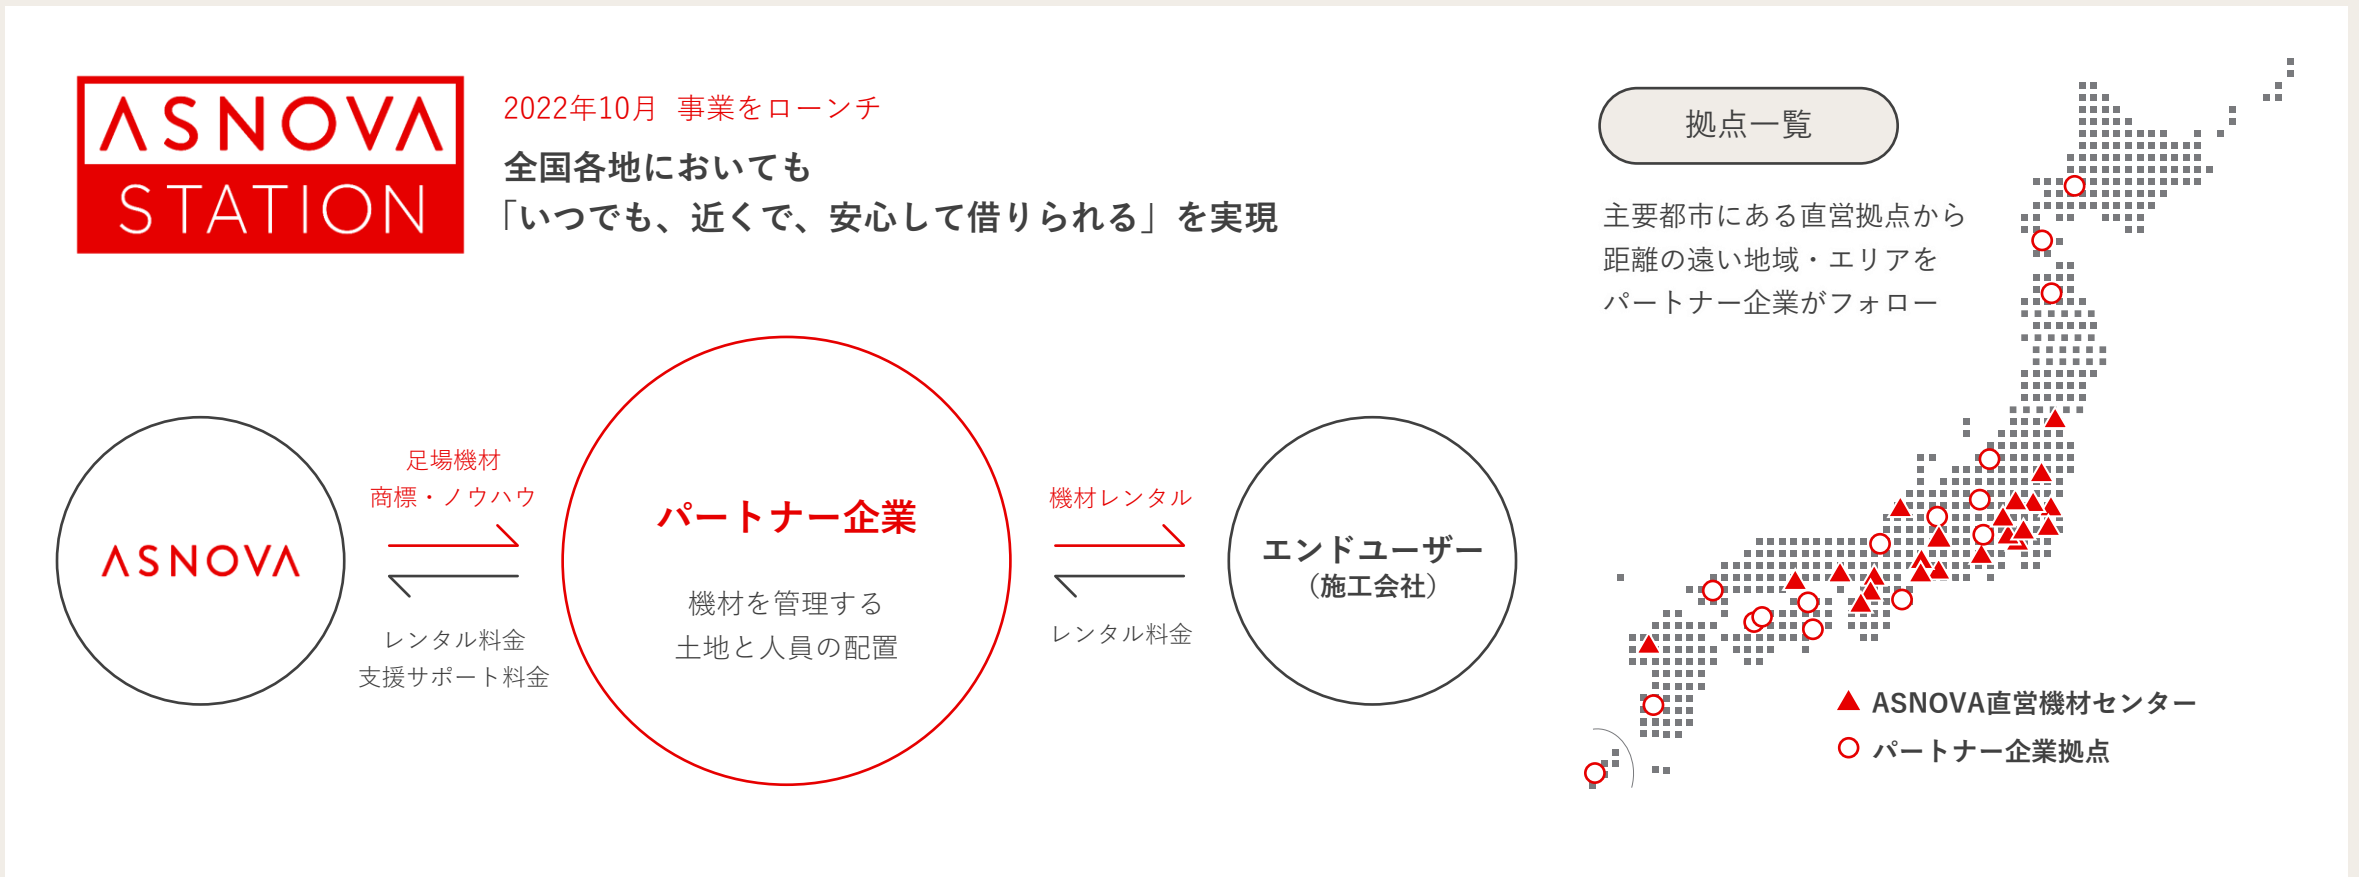 ASNOVA
STATION
2022年10月 事業をローンチ
全国各地においても
「いつでも、近くで、安心して借りられる」を実現
ASNOVA
足場機材
商標・ノウハウ
レンタル料金
支援サポート料金
パートナー企業
機材を管理する
土地と人員の配置
機材レンタル
レンタル料金
エンドユーザー
（施工会社）
拠点一覧
主要都市にある直営拠点から
距離の遠い地域・エリアを
パートナー企業がフォロー
ASNOVA直営機材センター
パートナー企業拠点